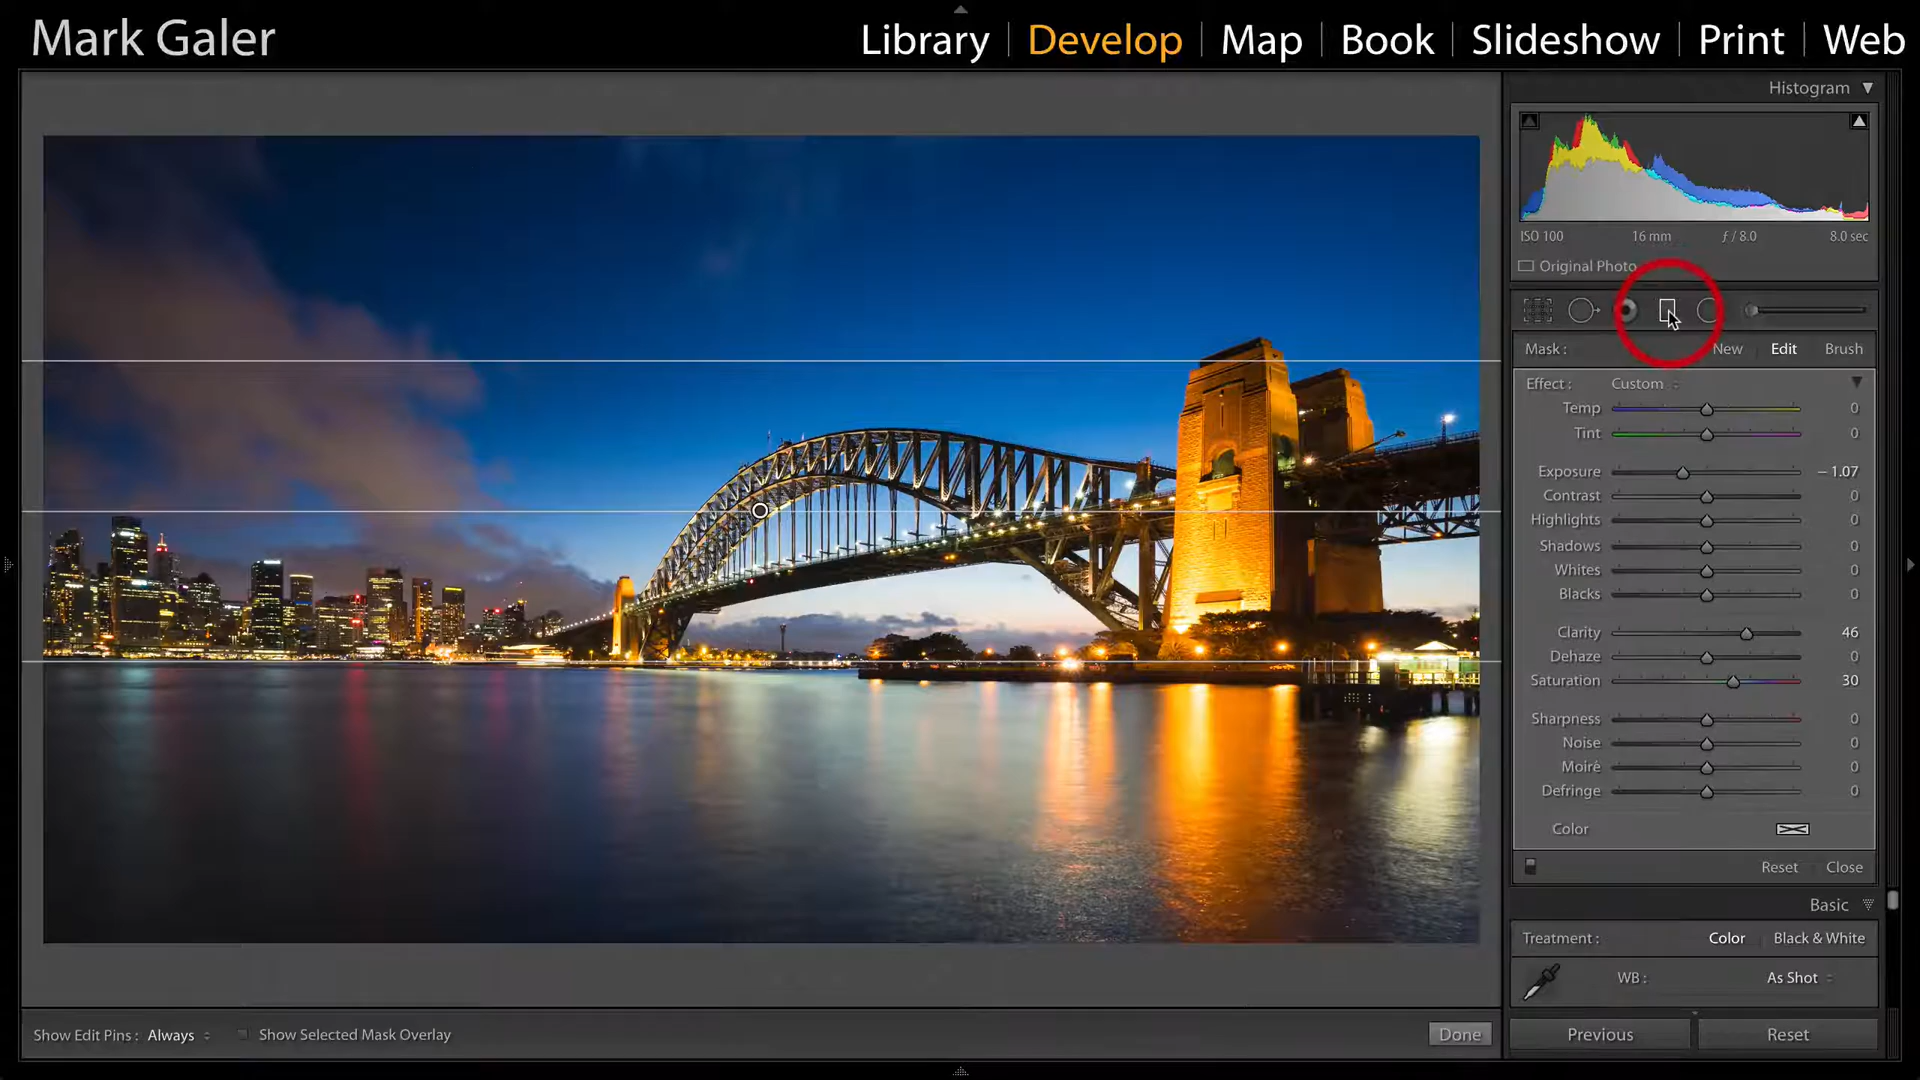 Mark Galer
Library Develop Map Book Slideshow Print Web
Histogram
ISO 100 16 mm ƒ / 8.0 8.0 sec
Original Photo
Mask : New Edit Brush
Effect : Custom
Temp 0
Tint 0
Exposure – 1.07
Contrast 0
Highlights 0
Shadows 0
Whites 0
Blacks 0
Clarity 46
Dehaze 0
Saturation 30
Sharpness 0
Noise 0
Moiré 0
Defringe 0
Color
Reset Close
Basic
Treatment : Color Black & White
WB : As Shot
Show Edit Pins : Always Show Selected Mask Overlay Done Previous Reset